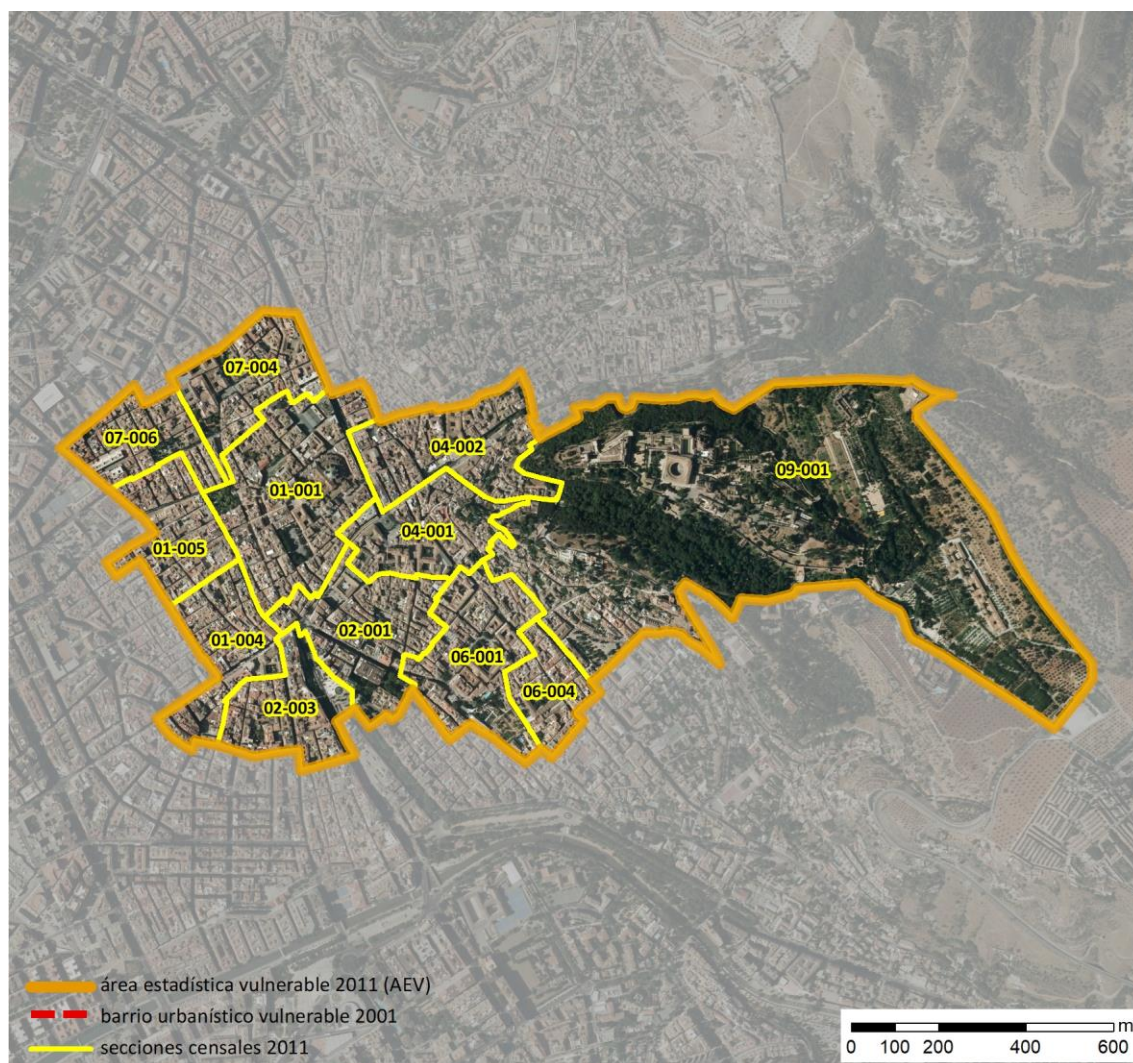 07-004
07-006
04-002
09-001
01-001
04-001
01-005
02-001
01-004
06-001
06-004
02-003
área estadística vulnerable 2011 (AEV)
barrio urbanístico vulnerable 2001
secciones censales 2011
m
0 100 200 400 600